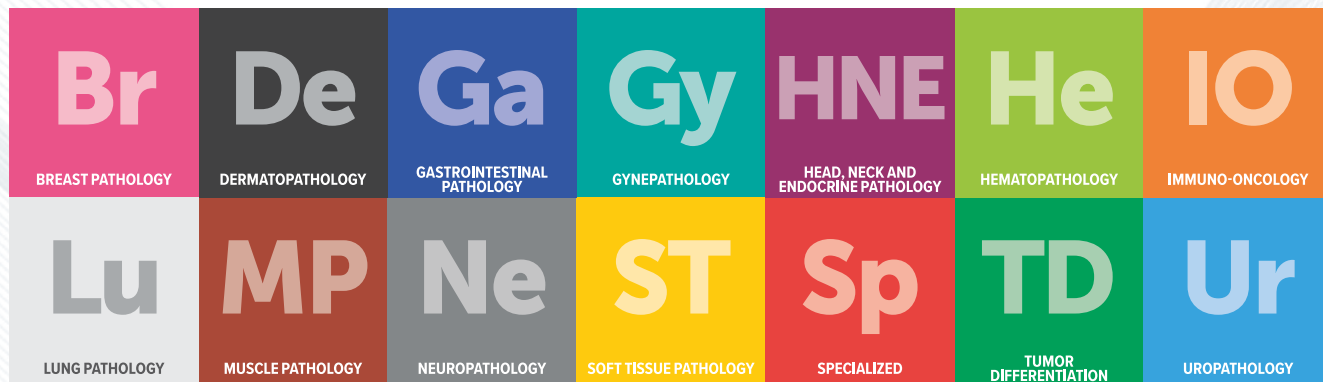 Br
BREAST PATHOLOGY
De
DERMATOPATHOLOGY
Ga
GASTROINTESTINAL
PATHOLOGY
Gy
GYNEPATHOLOGY
HNE
HEAD, NECK AND
ENDOCRINE PATHOLOGY
He
HEMATOPATHOLOGY
IO
IMMUNO-ONCOLOGY
Lu
LUNG PATHOLOGY
MP
MUSCLE PATHOLOGY
Ne
NEUROPATHOLOGY
ST
SOFT TISSUE PATHOLOGY
Sp
SPECIALIZED
TD
TUMOR
DIFFERENTIATION
Ur
UROPATHOLOGY